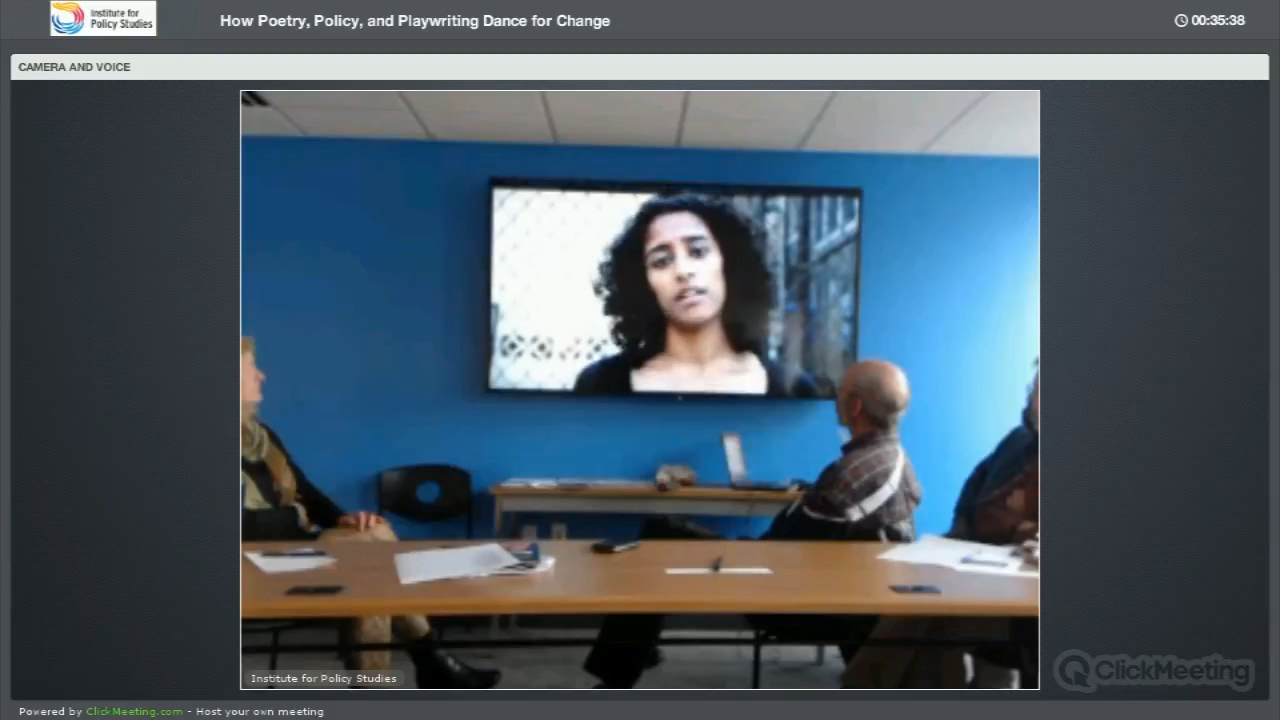 Institute for
Policy Studies
How Poetry, Policy, and Playwriting Dance for Change
00:35:38
CAMERA AND VOICE
Institute for Policy Studies
ClickMeeting
Powered by ClickMeeting.com - Host your own meeting